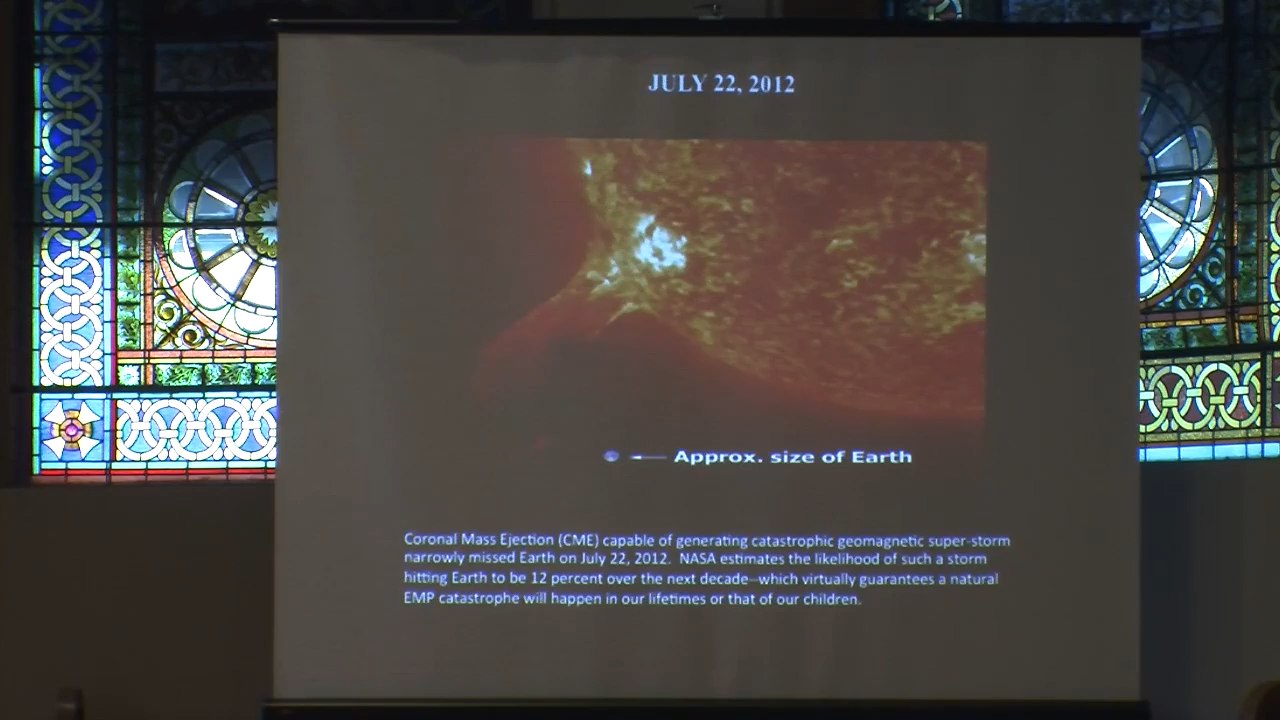 JULY 22, 2012
Approx. size of Earth
Coronal Mass Ejection (CME) capable of generating catastrophic geomagnetic super-storm
narrowly missed Earth on July 22, 2012.  NASA estimates the likelihood of such a storm
hitting Earth to be 12 percent over the next decade--which virtually guarantees a natural
EMP catastrophe will happen in our lifetimes or that of our children.